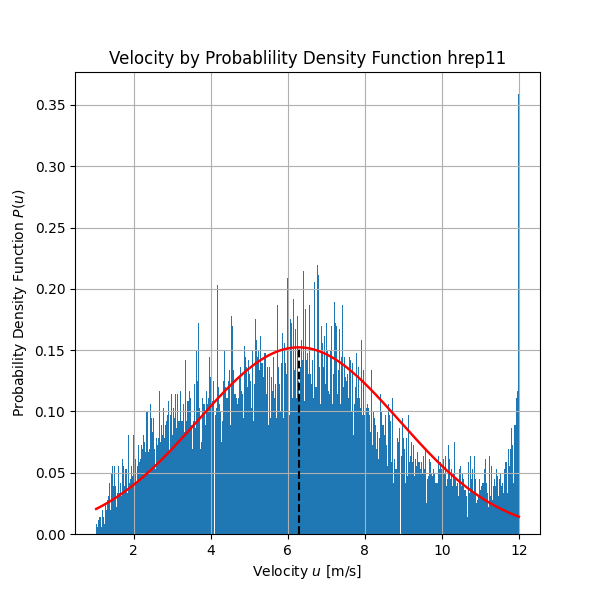 Velocity by Probablility Density Function hrep11
Probability Density Function P(u)
0.35
0.30
0.25
0.20
0.15
0.10
0.05
0.00
2 4 6 8 10 12
Velocity u [m/s]